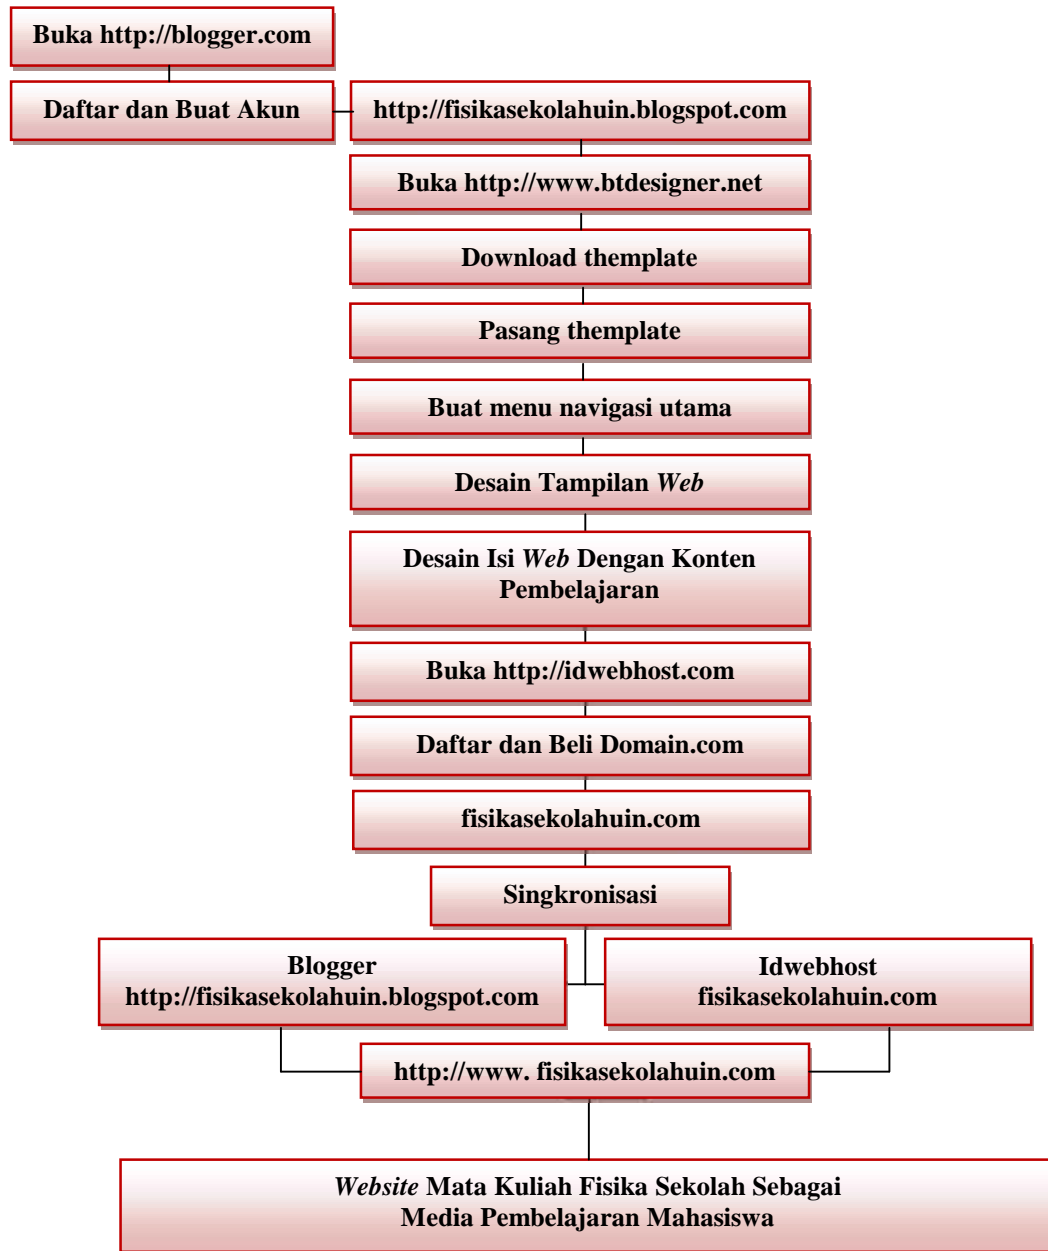 Buka http://blogger.com
Daftar dan Buat Akun
http://fisikasekolahuin.blogspot.com
Buka http://www.btdesigner.net
Download themplate
Pasang themplate
Buat menu navigasi utama
Desain Tampilan Web
Desain Isi Web Dengan Konten
Pembelajaran
Buka http://idwebhost.com
Daftar dan Beli Domain.com
fisikasekolahuin.com
Singkronisasi
Blogger
http://fisikasekolahuin.blogspot.com
Idwebhost
fisikasekolahuin.com
http://www. fisikasekolahuin.com
Website Mata Kuliah Fisika Sekolah Sebagai
Media Pembelajaran Mahasiswa